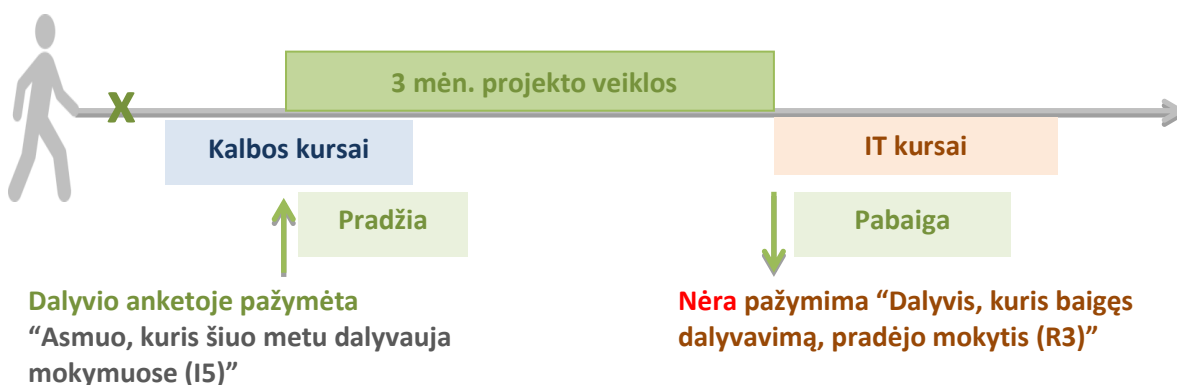 3 mėn. projekto veiklos
X
Kalbos kursai
IT kursai
Pradžia
Pabaiga
Dalyvio anketoje pažymėta
“Asmuo, kuris šiuo metu dalyvauja
mokymuose (I5)”
Nėra pažymima “Dalyvis, kuris baigęs
dalyvavimą, pradėjo mokytis (R3)”